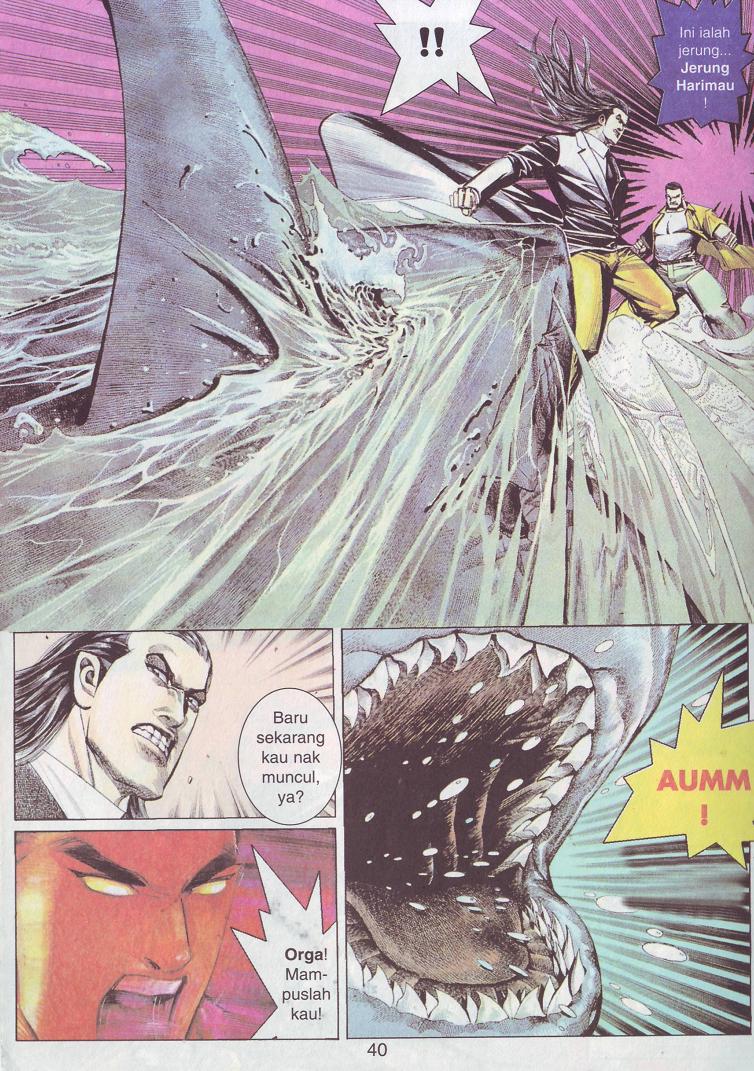 !!
Ini ialah
jerung...
Jerung
Harimau
!
Baru
sekarang
kau nak
muncul,
ya?
AUMM
!
Orga!
Mam-
puslah
kau!
40